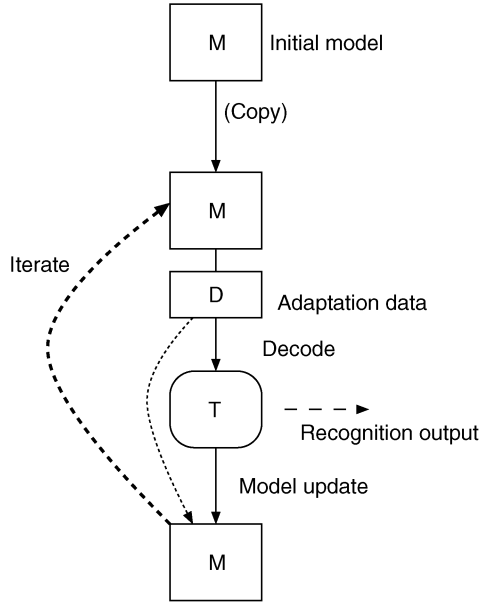 M
Initial model
(Copy)
M
Iterate
D
Adaptation data
Decode
T
Recognition output
Model update
M